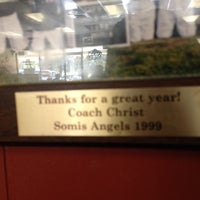 Thanks for a great year!
Coach Christ
Somis Angels 1999